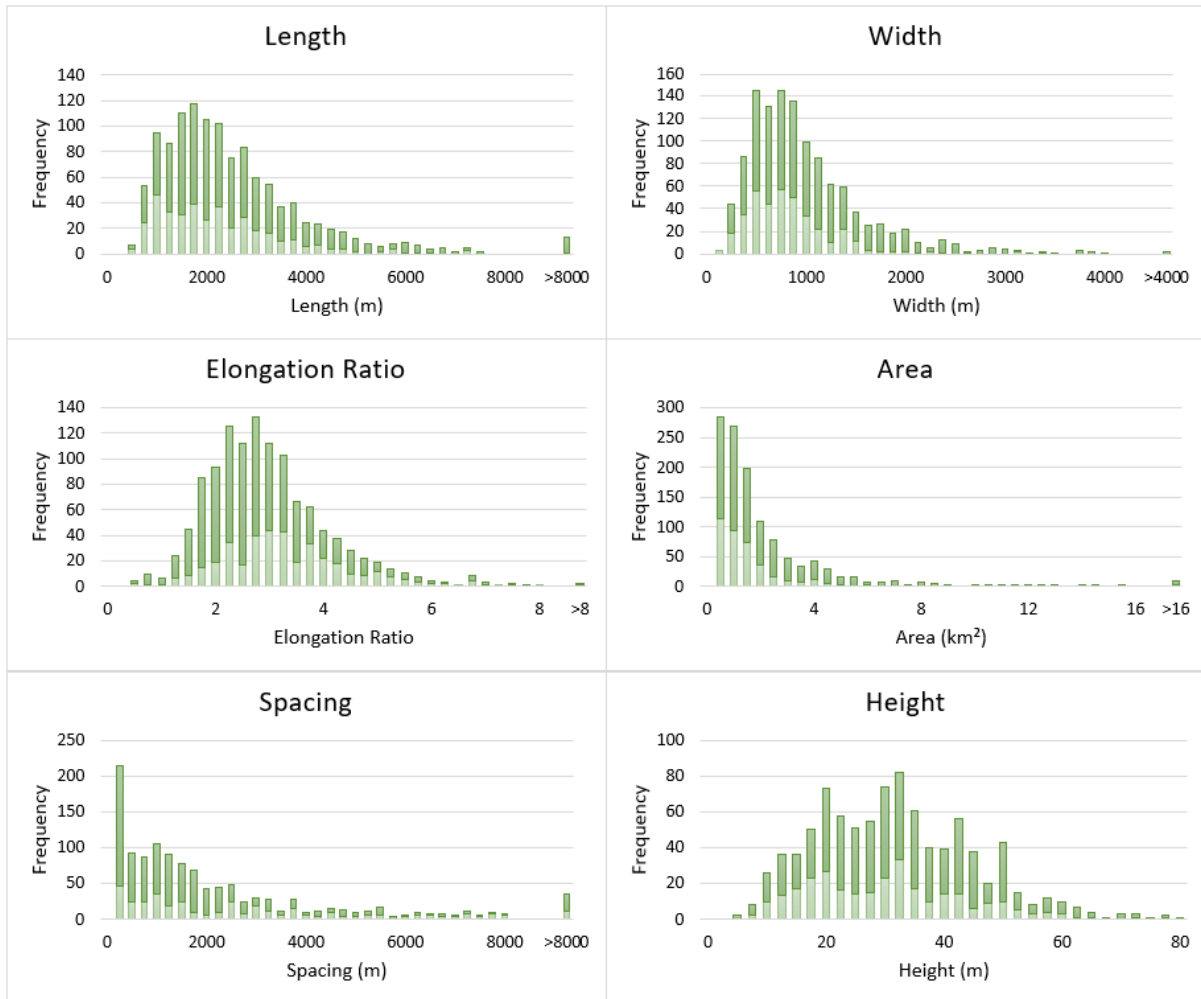 Length
140
120
100
80
60
40
20
0
Frequency
0 2000 4000 6000 8000 >8000
Length (m)
Width
160
140
120
100
80
60
40
20
0
Frequency
0 1000 2000 3000 4000 >4000
Width (m)
Elongation Ratio
140
120
100
80
60
40
20
0
Frequency
0 2 4 6 8 >8
Elongation Ratio
Area
300
250
200
150
100
50
0
Frequency
0 4 8 12 16 >16
Area (km²)
Spacing
250
200
150
100
50
0
Frequency
0 2000 4000 6000 8000 >8000
Spacing (m)
Height
100
80
60
40
20
0
Frequency
0 20 40 60 80
Height (m)